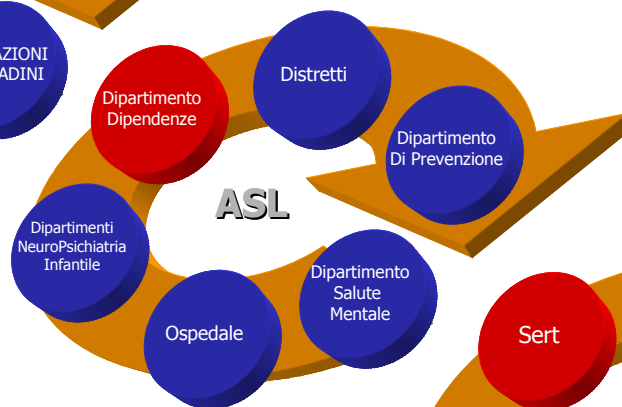 AZIONI
ADINI
Dipartimento
Dipendenze
Distretti
Dipartimento
Di Prevenzione
ASL
Dipartimenti
NeuroPsichiatria
Infantile
Dipartimento
Salute
Mentale
Ospedale
Sert